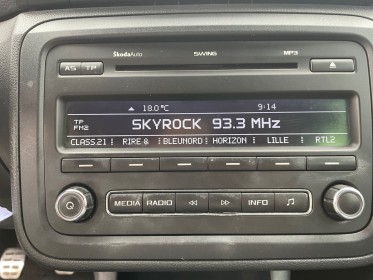 ŠkodaAuto SWING MP3
AS TP
18.0°C 9:14
TP
FM2 SKYROCK 93.3 MHz
CLASS.21 RIRE & BLEUNORD HORIZON LILLE RTL2
MEDIA RADIO INFO